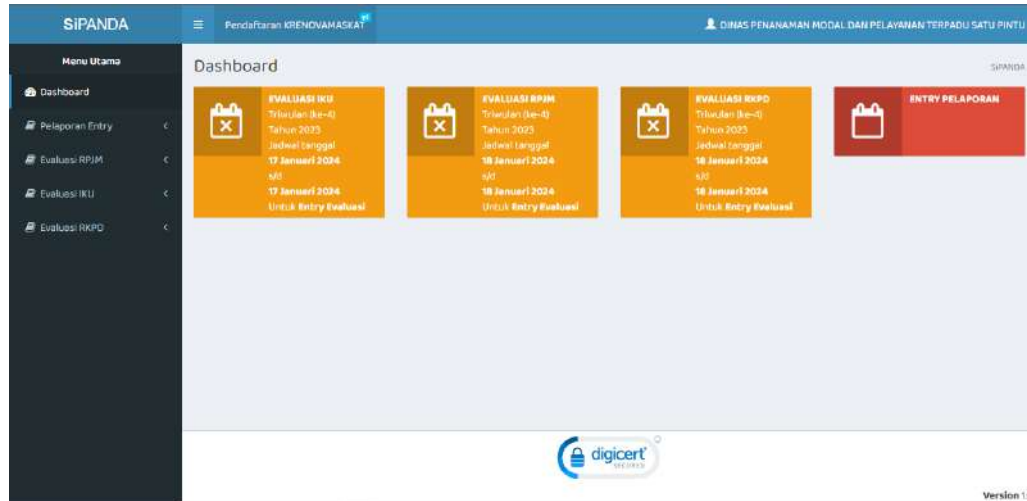 SiPANDA
Pendaftaran KRENOVAMASKAT
DINAS PENANAMAN MODAL DAN PELAYANAN TERPADU SATU PINTU
Menu Utama
Dashboard
Pelaporan Entry
Evaluasi RPJM
Evaluasi IKU
Evaluasi RKPD
Dashboard
SiPANDA
EVALUASI IKU
Triwulan (ke-4)
Tahun 2023
Jadwal tanggal
17 Januari 2024
s/d
17 Januari 2024
Untuk Entry Evaluasi
EVALUASI RPJM
Triwulan (ke-4)
Tahun 2023
Jadwal tanggal
18 Januari 2024
s/d
18 Januari 2024
Untuk Entry Evaluasi
EVALUASI RKPD
Triwulan (ke-4)
Tahun 2023
Jadwal tanggal
18 Januari 2024
s/d
18 Januari 2024
Untuk Entry Evaluasi
ENTRY PELAPORAN
digicert
SECURED
Version 1